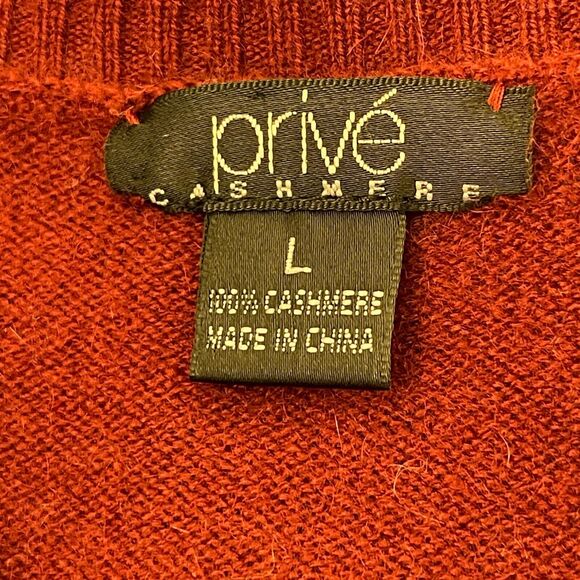 privé
CASHMERE
L
100% CASHMERE
MADE IN CHINA